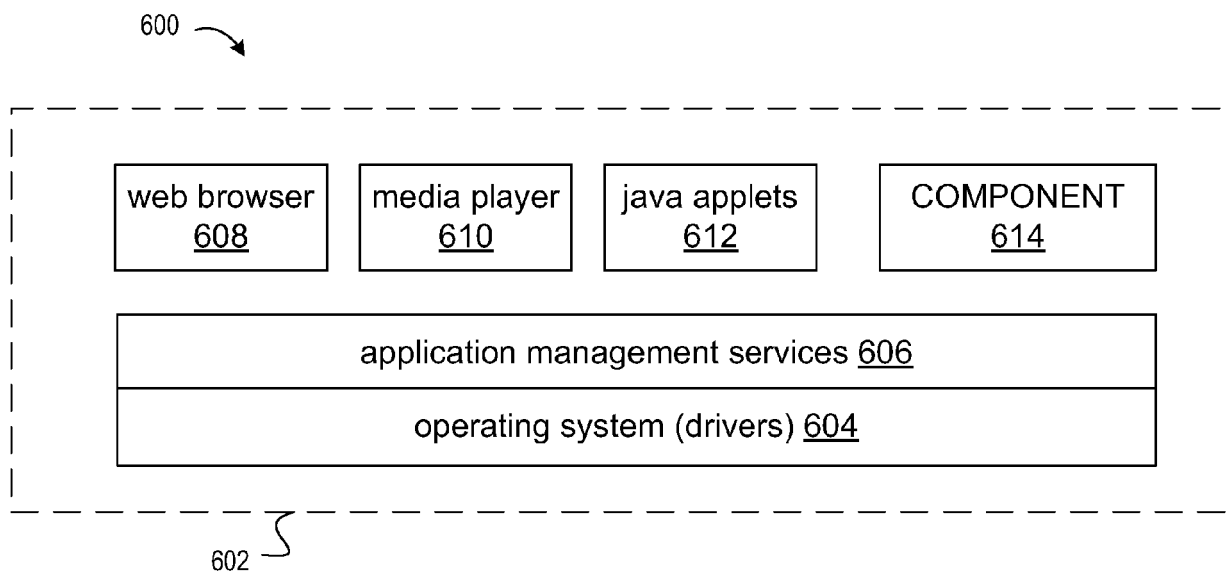 600
web browser
608
media player
610
java applets
612
COMPONENT
614
application management services 606
operating system (drivers) 604
602